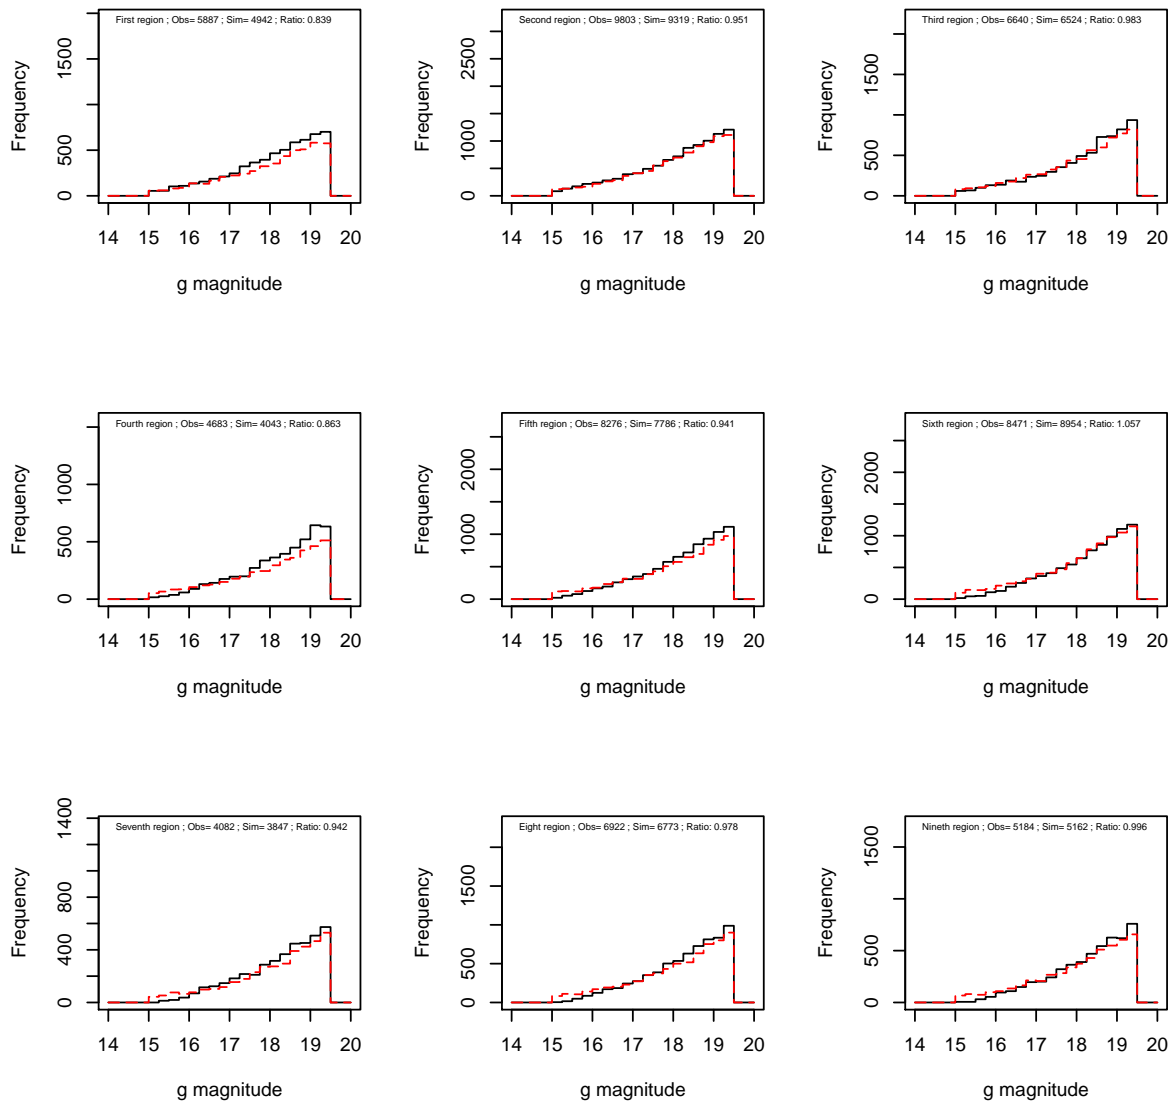 First region ; Obs= 5887 ; Sim= 4942 ; Ratio: 0.839
Frequency
0 500 1500
14 15 16 17 18 19 20
g magnitude
Second region ; Obs= 9803 ; Sim= 9319 ; Ratio: 0.951
Frequency
0 1000 2500
14 15 16 17 18 19 20
g magnitude
Third region ; Obs= 6640 ; Sim= 6524 ; Ratio: 0.983
Frequency
0 500 1500
14 15 16 17 18 19 20
g magnitude
Fourth region ; Obs= 4683 ; Sim= 4043 ; Ratio: 0.863
Frequency
0 500 1000
14 15 16 17 18 19 20
g magnitude
Fifth region ; Obs= 8276 ; Sim= 7786 ; Ratio: 0.941
Frequency
0 1000 2000
14 15 16 17 18 19 20
g magnitude
Sixth region ; Obs= 8471 ; Sim= 8954 ; Ratio: 1.057
Frequency
0 1000 2000
14 15 16 17 18 19 20
g magnitude
Seventh region ; Obs= 4082 ; Sim= 3847 ; Ratio: 0.942
Frequency
0 400 800 1400
14 15 16 17 18 19 20
g magnitude
Eight region ; Obs= 6922 ; Sim= 6773 ; Ratio: 0.978
Frequency
0 500 1500
14 15 16 17 18 19 20
g magnitude
Nineth region ; Obs= 5184 ; Sim= 5162 ; Ratio: 0.996
Frequency
0 500 1500
14 15 16 17 18 19 20
g magnitude